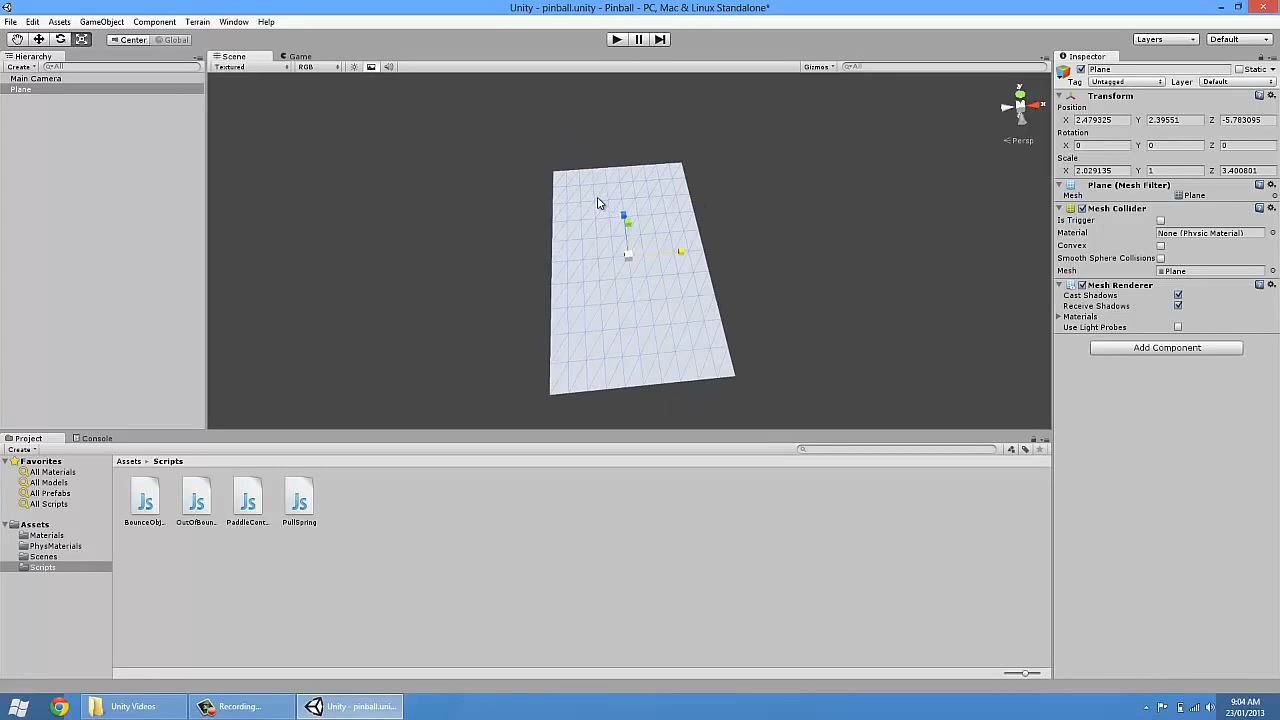 Unity - pinball.unity - Pinball - PC, Mac & Linux Standalone*
File Edit Assets GameObject Component Terrain Window Help
Center Global
Layers Default
Hierarchy
Create All
Main Camera
Plane
Scene Game
Textured RGB Gizmos All
y
x
Persp
Inspector
Plane Static
Tag Untagged Layer Default
Transform
Position
X 2.479325 Y 2.39551 Z -5.783095
Rotation
X 0 Y 0 Z 0
Scale
X 2.029135 Y 1 Z 3.400801
Plane (Mesh Filter)
Mesh Plane
Mesh Collider
Is Trigger
Material None (Physic Material)
Convex
Smooth Sphere Collisions
Mesh Plane
Mesh Renderer
Cast Shadows
Receive Shadows
Materials
Use Light Probes
Add Component
Project Console
Create
Favorites
All Materials
All Models
All Prefabs
All Scripts
Assets
Materials
PhysMaterials
Scenes
Scripts
Assets Scripts
Js Js Js Js
BounceObj... OutOfBoun... PaddleCont... PullSpring
Unity Videos Recording... Unity - pinball.uni...
9:04 AM
23/01/2013